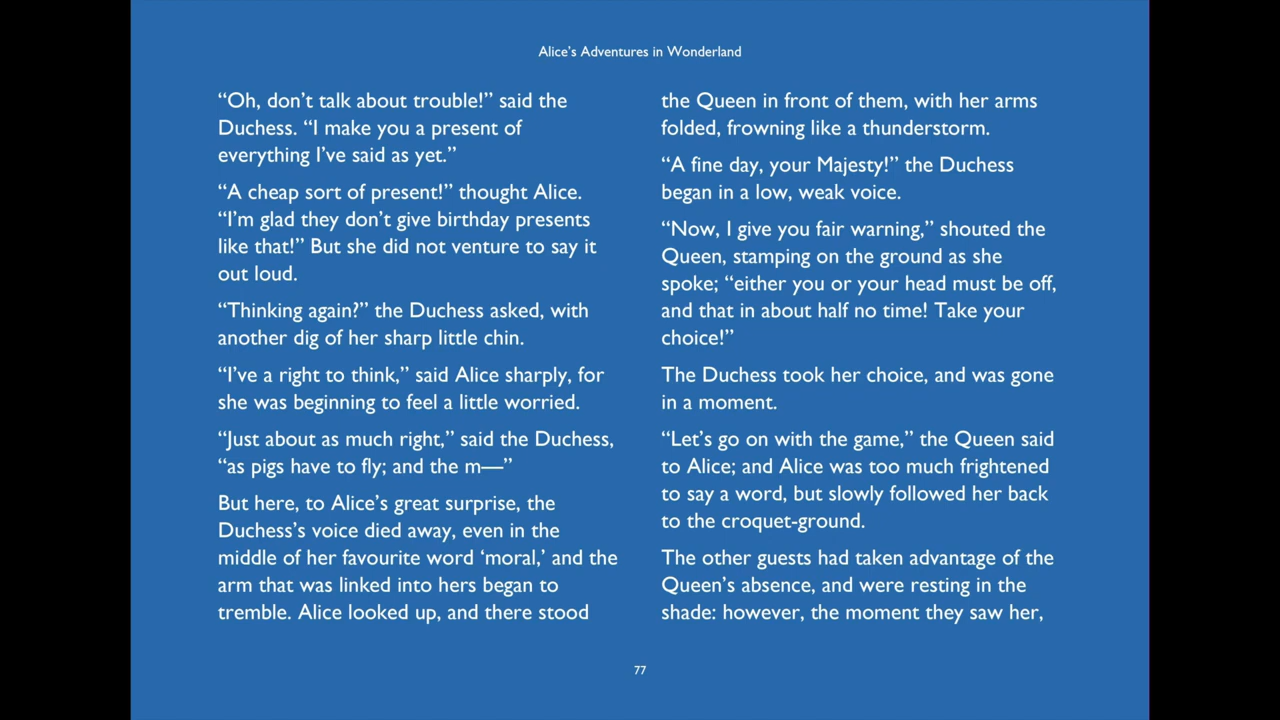 Alice’s Adventures in Wonderland
“Oh, don’t talk about trouble!” said the
Duchess. “I make you a present of
everything I’ve said as yet.”
“A cheap sort of present!” thought Alice.
“I’m glad they don’t give birthday presents
like that!” But she did not venture to say it
out loud.
“Thinking again?” the Duchess asked, with
another dig of her sharp little chin.
“I’ve a right to think,” said Alice sharply, for
she was beginning to feel a little worried.
“Just about as much right,” said the Duchess,
“as pigs have to fly; and the m—”
But here, to Alice’s great surprise, the
Duchess’s voice died away, even in the
middle of her favourite word ‘moral,’ and the
arm that was linked into hers began to
tremble. Alice looked up, and there stood
the Queen in front of them, with her arms
folded, frowning like a thunderstorm.
“A fine day, your Majesty!” the Duchess
began in a low, weak voice.
“Now, I give you fair warning,” shouted the
Queen, stamping on the ground as she
spoke; “either you or your head must be off,
and that in about half no time! Take your
choice!”
The Duchess took her choice, and was gone
in a moment.
“Let’s go on with the game,” the Queen said
to Alice; and Alice was too much frightened
to say a word, but slowly followed her back
to the croquet-ground.
The other guests had taken advantage of the
Queen’s absence, and were resting in the
shade: however, the moment they saw her,
77